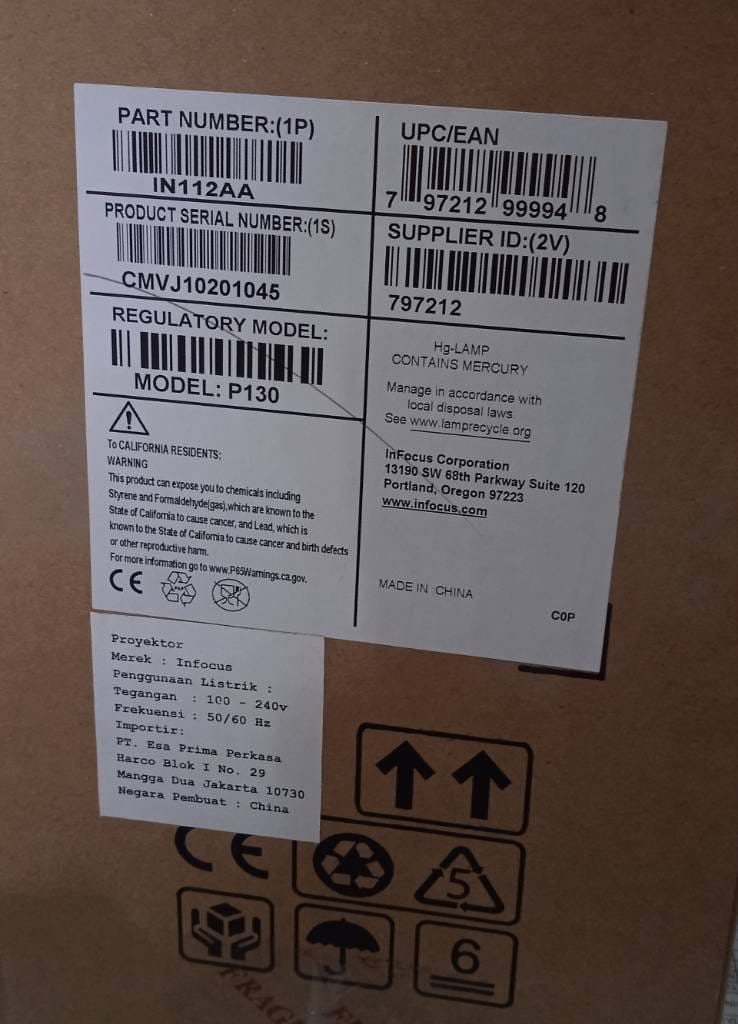 PART NUMBER:(1P)
IN112AA
PRODUCT SERIAL NUMBER:(1S)
CMVJ10201045
REGULATORY MODEL:
MODEL: P130
To CALIFORNIA RESIDENTS:
WARNING
This product can expose you to chemicals including
Styrene and Formaldehyde(gas),which are known to the
State of California to cause cancer, and Lead, which is
known to the State of California to cause cancer and birth defects
or other reproductive harm.
For more information go to www.P65Warnings.ca.gov.
CE
UPC/EAN
7 97212 99994 8
SUPPLIER ID:(2V)
797212
Hg-LAMP
CONTAINS MERCURY
Manage in accordance with
local disposal laws.
See www.lamprecycle.org
InFocus Corporation
13190 SW 68th Parkway Suite 120
Portland, Oregon 97223
www.infocus.com
MADE IN CHINA
C0P
Proyektor
Merek : Infocus
Penggunaan Listrik :
Tegangan : 100 - 240v
Frekuensi : 50/60 Hz
Importir:
PT. Esa Prima Perkasa
Harco Blok I No. 29
Mangga Dua Jakarta 10730
Negara Pembuat : China
CE
5
6